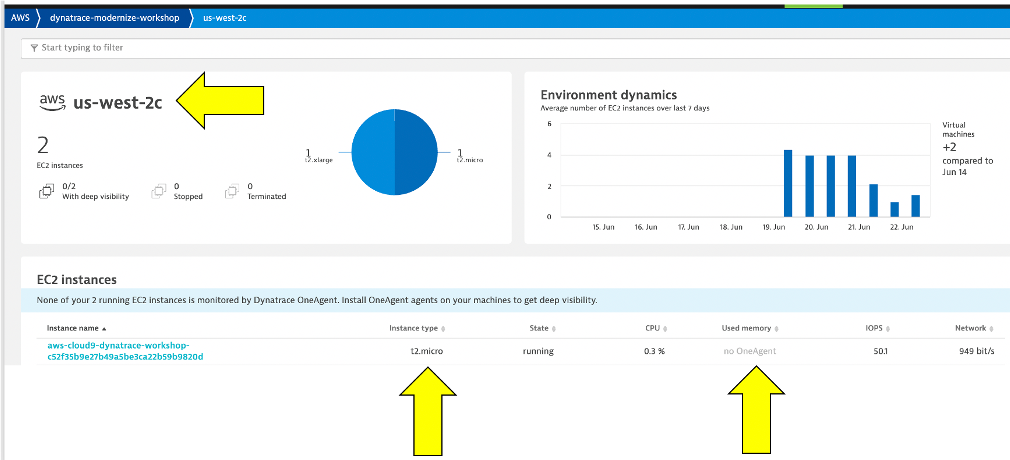 AWS
dynatrace-modernize-workshop
us-west-2c
Start typing to filter
aws
us-west-2c
2
EC2 instances
0/2
With deep visibility
0
Stopped
0
Terminated
1
t2.xlarge
1
t2.micro
Environment dynamics
Average number of EC2 instances over last 7 days
6
4
2
0
15. Jun
16. Jun
17. Jun
18. Jun
19. Jun
20. Jun
21. Jun
22. Jun
Virtual
machines
+2
compared to
Jun 14
EC2 instances
None of your 2 running EC2 instances is monitored by Dynatrace OneAgent. Install OneAgent agents on your machines to get deep visibility.
Instance name Instance type State CPU Used memory IOPS Network
aws-cloud9-dynatrace-workshop-
c52f35b9e27b49a5be3ca22b59b9820d
t2.micro running 0.3 % no OneAgent 50.1 949 bit/s